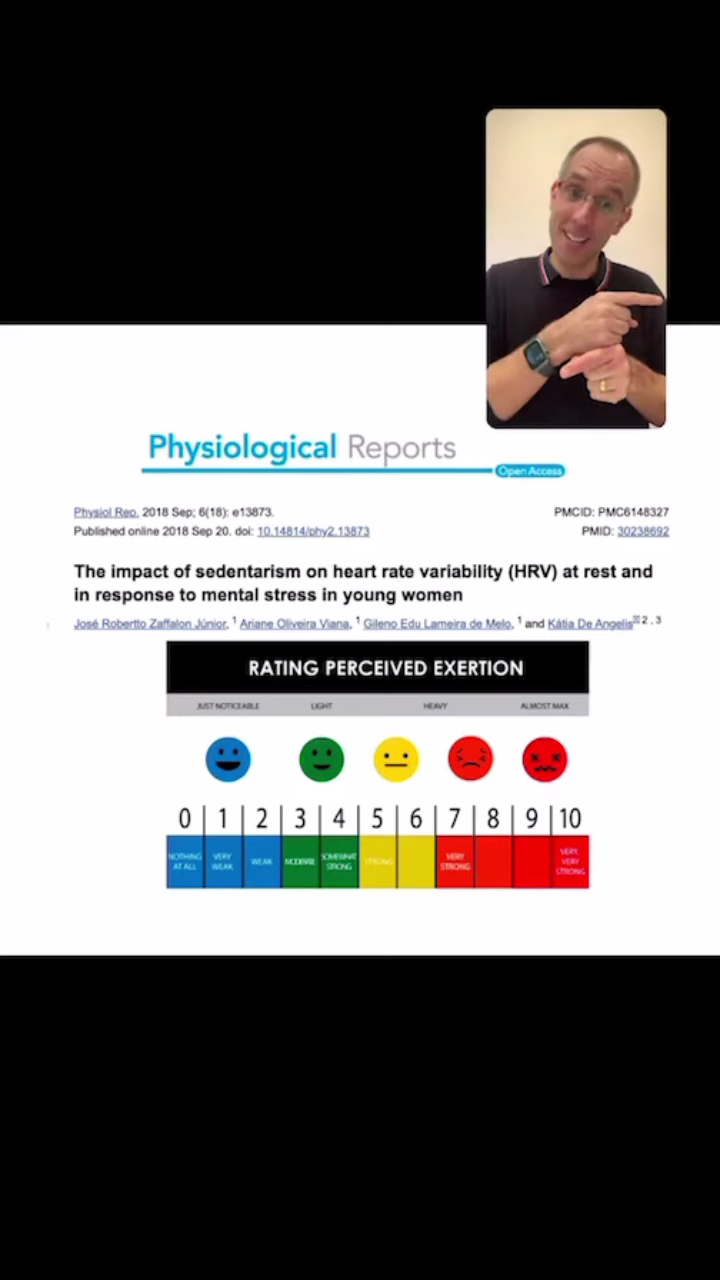 Physiological Reports
Open Access
Physiol Rep. 2018 Sep; 6(18): e13873.
PMCID: PMC6148327
Published online 2018 Sep 20. doi: 10.14814/phy2.13873
PMID: 30238692
The impact of sedentarism on heart rate variability (HRV) at rest and
in response to mental stress in young women
José Robertto Zaffalon Júnior, 1 Ariane Oliveira Viana, 1 Gileno Edu Lameira de Melo, 1 and Kátia De Angelis✉ 2 , 3
RATING PERCEIVED EXERTION
JUST NOTICEABLE LIGHT HEAVY ALMOST MAX
0 1 2 3 4 5 6 7 8 9 10
NOTHING AT ALL
VERY WEAK
WEAK
MODERATE
SOMEWHAT STRONG
STRONG
VERY STRONG
VERY, VERY STRONG